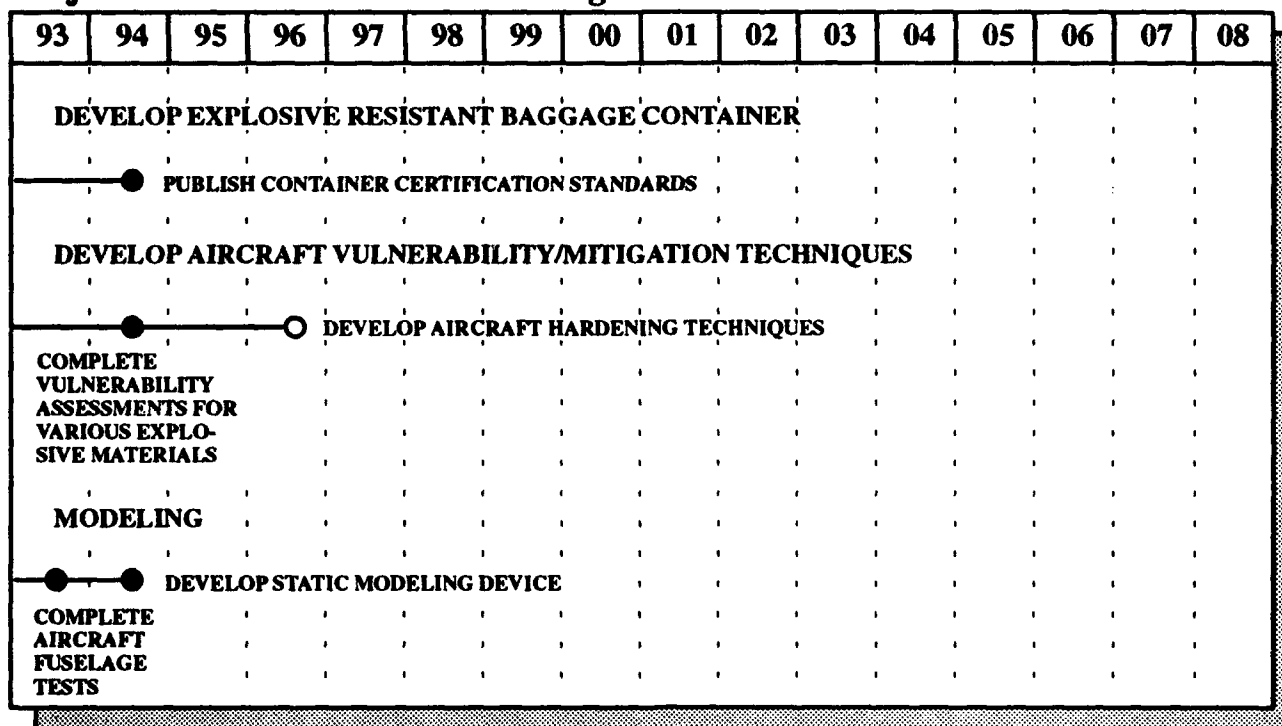 93 94 95 96 97 98 99 00 01 02 03 04 05 06 07 08
DEVELOP EXPLOSIVE RESISTANT BAGGAGE CONTAINER
PUBLISH CONTAINER CERTIFICATION STANDARDS
DEVELOP AIRCRAFT VULNERABILITY/MITIGATION TECHNIQUES
DEVELOP AIRCRAFT HARDENING TECHNIQUES
COMPLETE
VULNERABILITY
ASSESSMENTS FOR
VARIOUS EXPLO-
SIVE MATERIALS
MODELING
DEVELOP STATIC MODELING DEVICE
COMPLETE
AIRCRAFT
FUSELAGE
TESTS